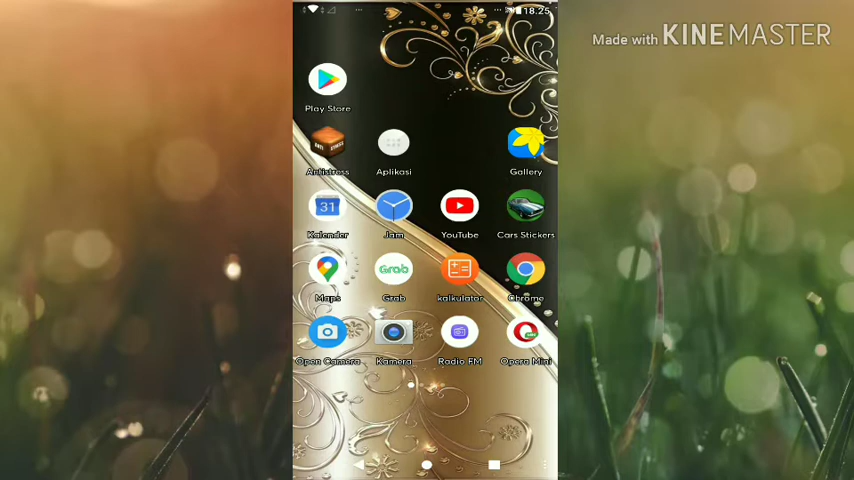 18.25
Made with KINEMASTER
Play Store
Antistress
Aplikasi
Gallery
31
Kalender
Jam
YouTube
Cars Stickers
Grab
Maps
Grab
kalkulator
Chrome
Open Camera
Kamera
Radio FM
Opera Mini